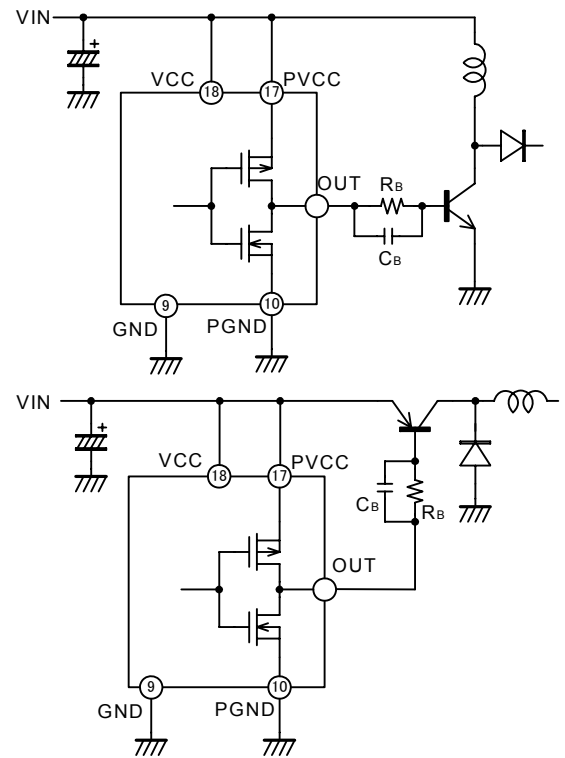 VIN
+
VCC
PVCC
18
17
OUT
RB
CB
9
10
GND
PGND
VIN
+
VCC
PVCC
18
17
CB
RB
OUT
9
10
GND
PGND